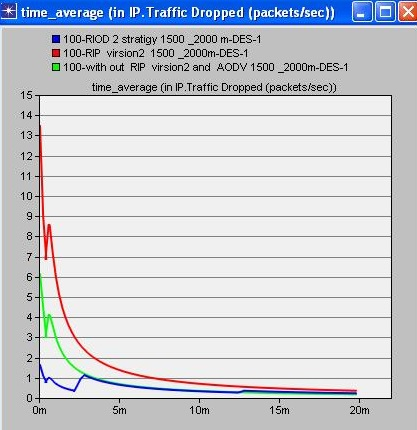 time_average (in IP.Traffic Dropped (packets/sec))
100-RIOD 2 stratigy 1500 _2000 m-DES-1
100-RIP virsion2 1500 _2000m-DES-1
100-with out RIP virsion2 and AODV 1500 _2000m-DES-1
time_average (in IP.Traffic Dropped (packets/sec))
15
14
13
12
11
10
9
8
7
6
5
4
3
2
1
0
0m 5m 10m 15m 20m